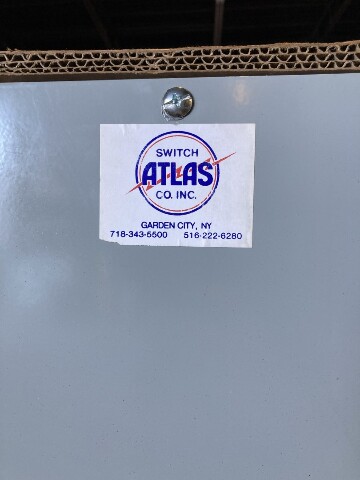 SWITCH
ATLAS
CO. INC.
GARDEN CITY, NY
718-343-5500 516-222-6280